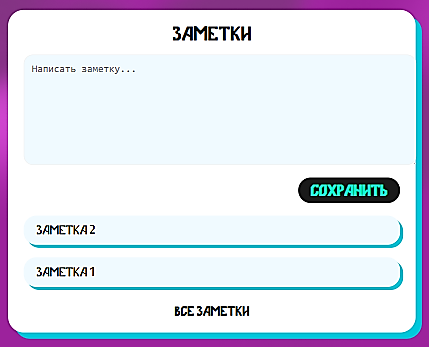 ЗАМЕТКИ
Написать заметку...
СОХРАНИТЬ
ЗАМЕТКА 2
ЗАМЕТКА 1
ВСЕ ЗАМЕТКИ